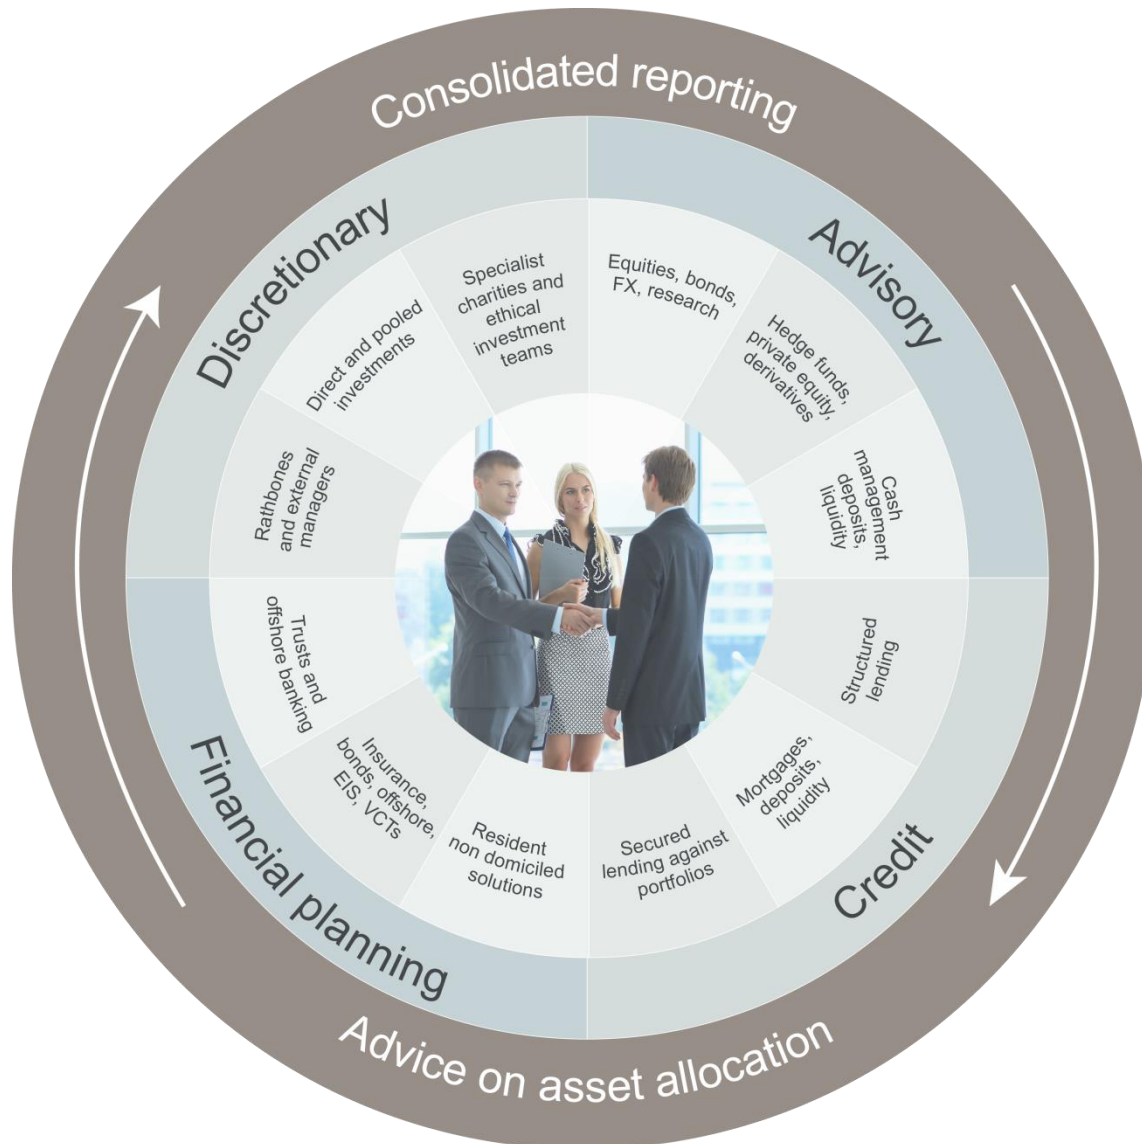 Consolidated reporting
Discretionary
Advisory
Specialist
charities and
ethical
investment
teams
Equities, bonds,
FX, research
Direct and pooled
investments
Hedge funds,
private equity,
derivatives
Rathbones
and external
managers
Cash
management
deposits,
liquidity
Trusts and
offshore banking
Structured
lending
Insurance,
bonds, offshore,
EIS, VCTs
Mortgages,
deposits,
liquidity
Resident
non domiciled
solutions
Secured
lending against
portfolios
Financial planning
Credit
Advice on asset allocation